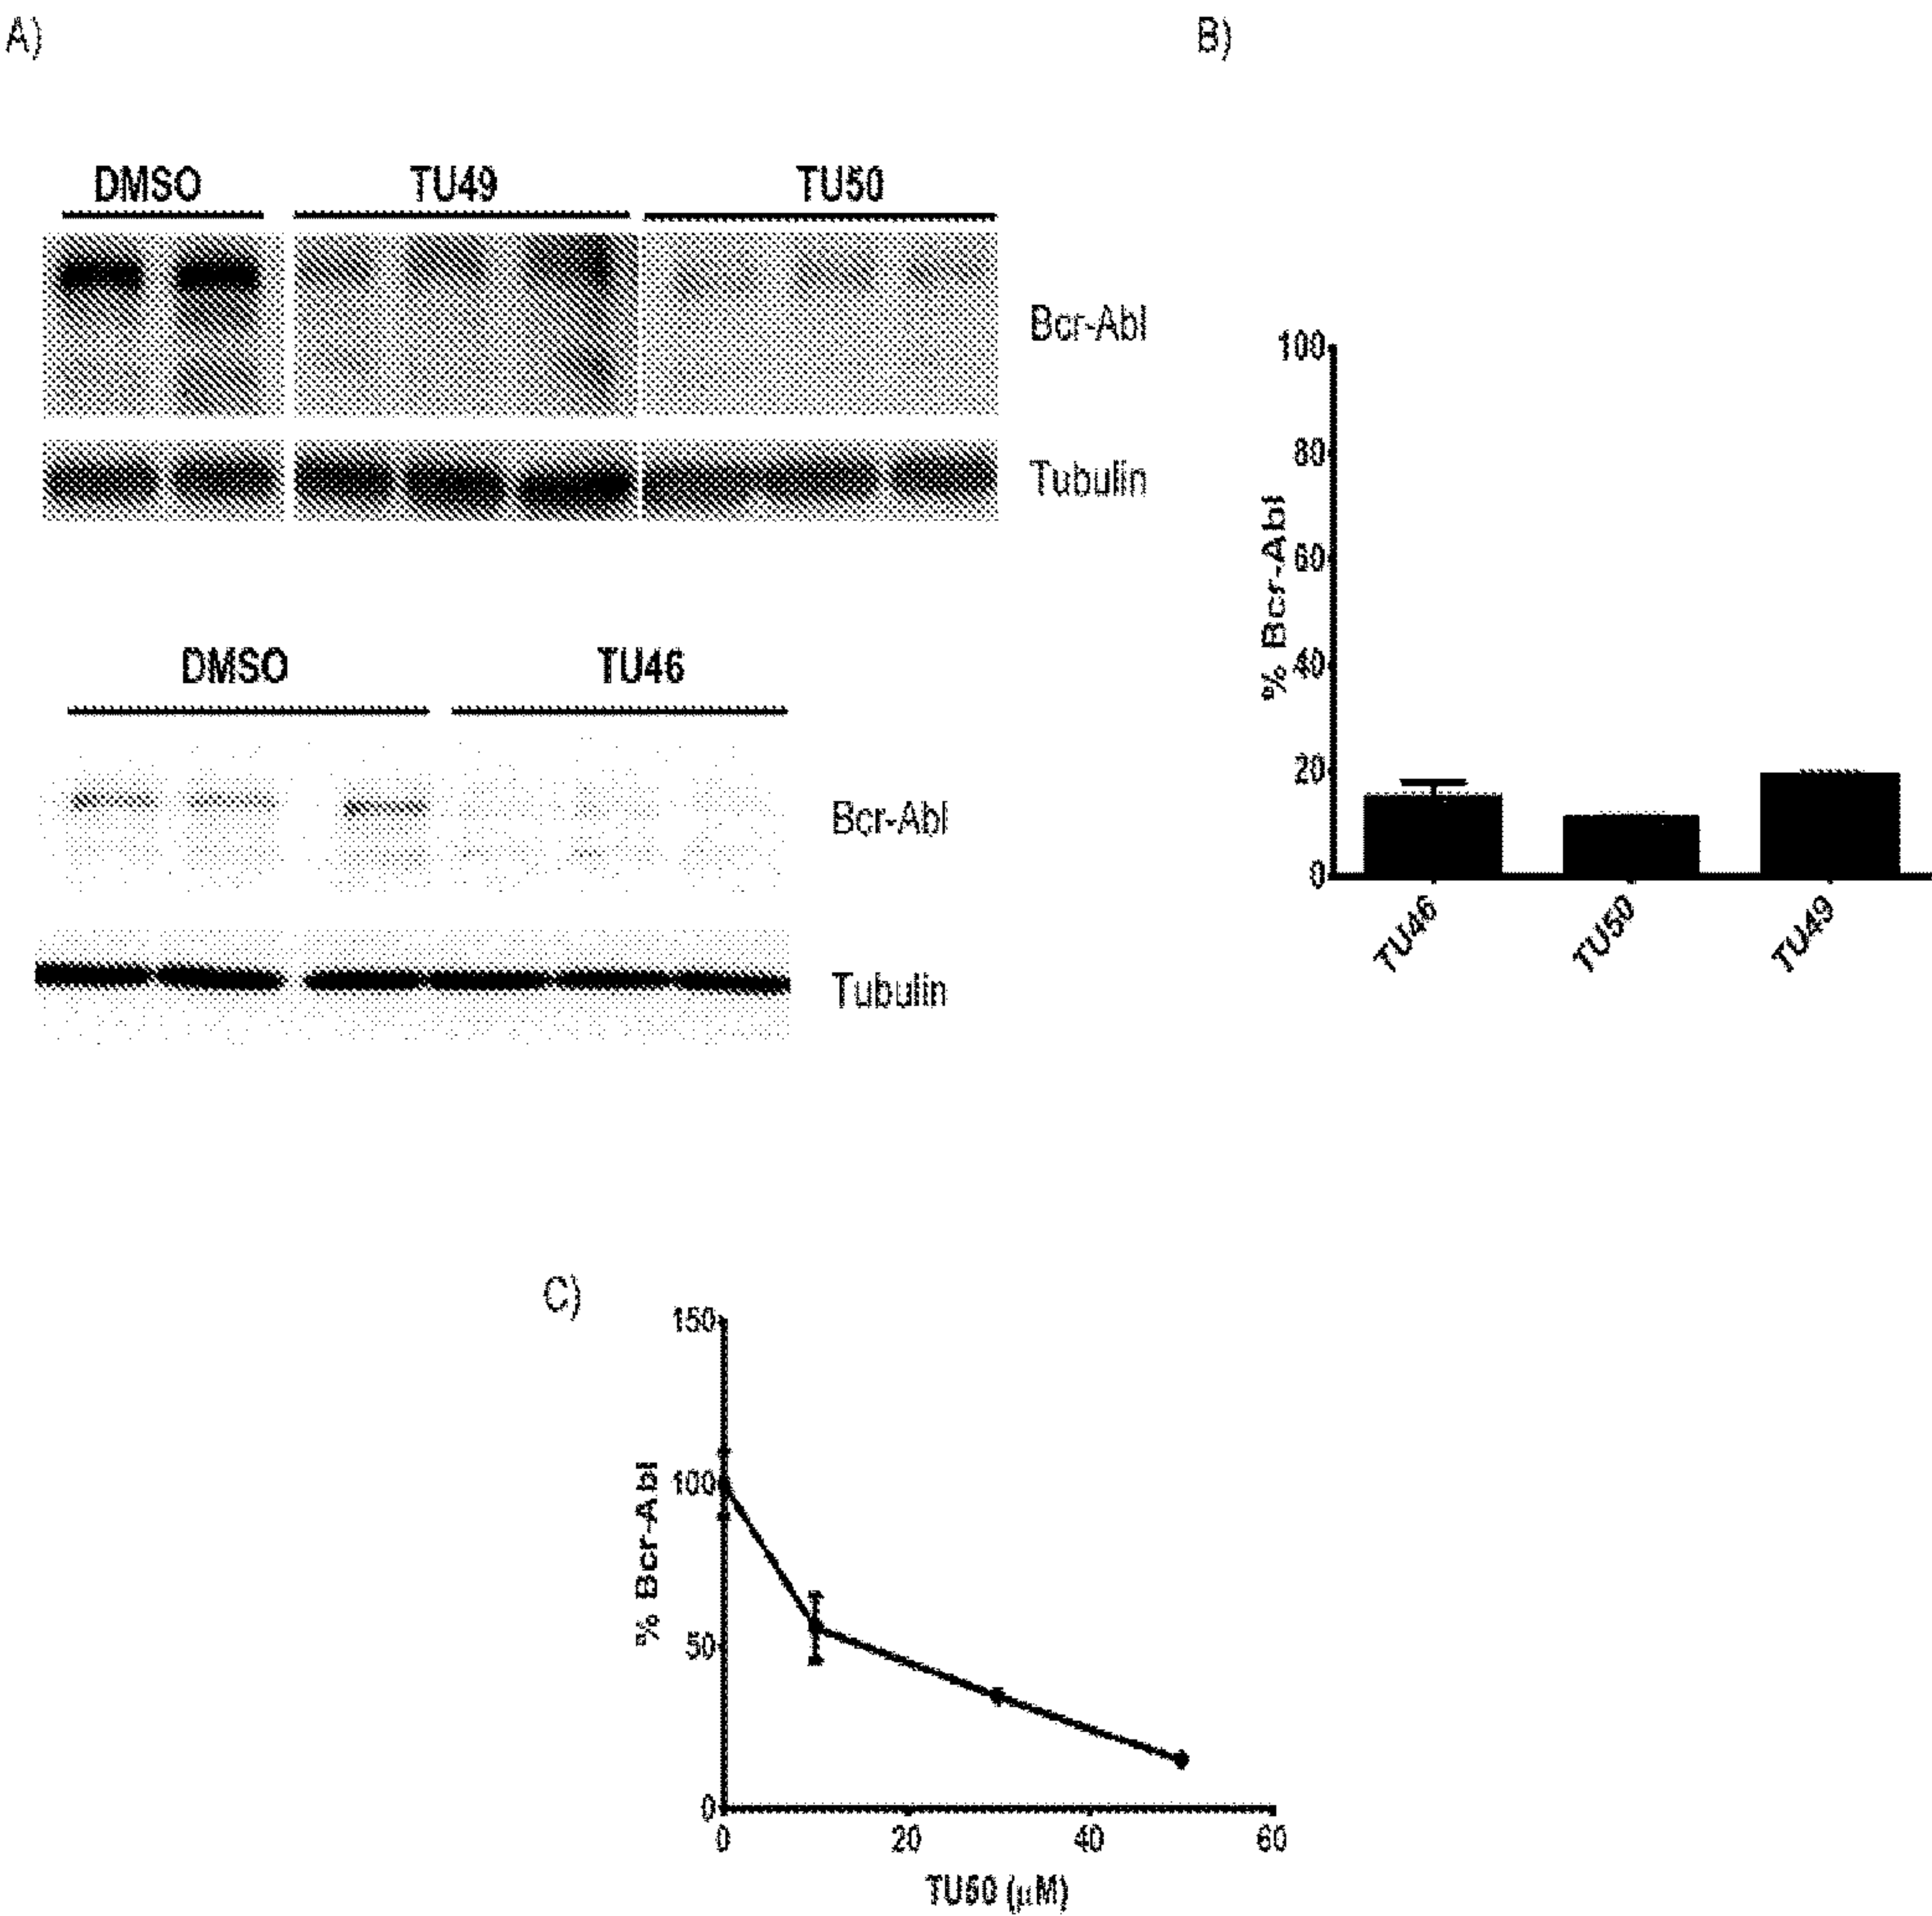 A)
B)
DMSO TU49 TU50
Bcr-Abl
Tubulin
DMSO TU46
Bcr-Abl
Tubulin
100
80
60
40
20
0
% Bcr-Abl
TU46 TU50 TU49
C)
150
100
50
0
% Bcr-Abl
0 20 40 60
TU50 (μM)